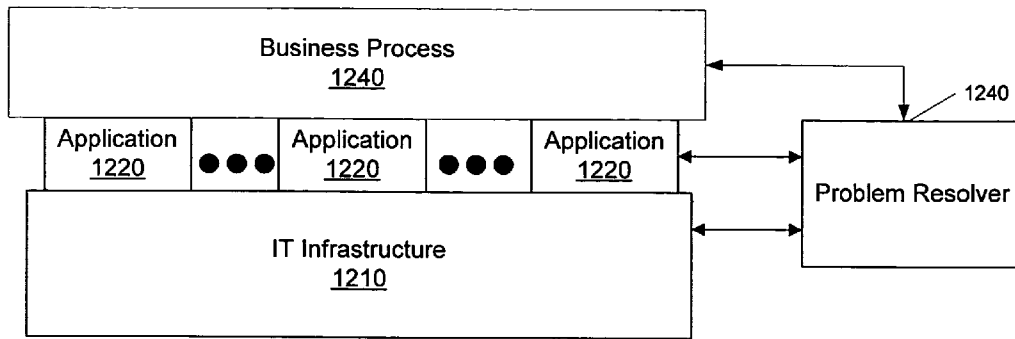 Business Process
1240
1240
Application
1220
Application
1220
Application
1220
Problem Resolver
IT Infrastructure
1210